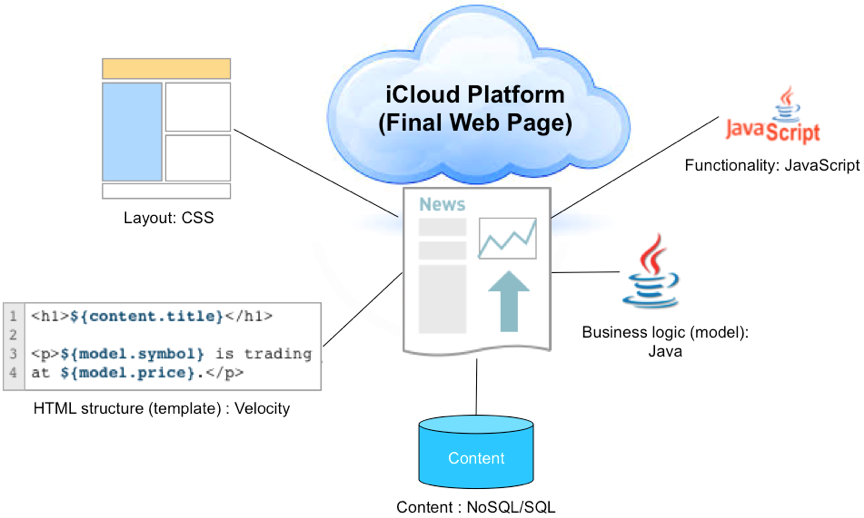 iCloud Platform
(Final Web Page)
JavaScript
Functionality: JavaScript
Layout: CSS
News
1 <h1>${content.title}</h1>
2
3 <p>${model.symbol} is trading
4 at ${model.price}.</p>
HTML structure (template) : Velocity
Business logic (model):
Java
Content
Content : NoSQL/SQL